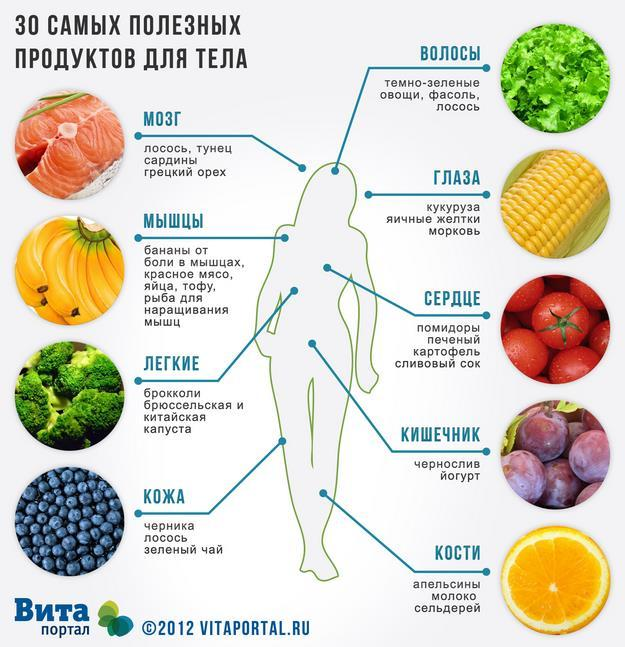 30 САМЫХ ПОЛЕЗНЫХ
ПРОДУКТОВ ДЛЯ ТЕЛА
МОЗГ
лосось, тунец
сардины
грецкий орех
МЫШЦЫ
бананы от
боли в мышцах,
красное мясо,
яйца, тофу,
рыба для
наращивания
мышц
ЛЕГКИЕ
брокколи
брюссельская и
китайская
капуста
КОЖА
черника
лосось
зеленый чай
ВОЛОСЫ
темно-зеленые
овощи, фасоль,
лосось
ГЛАЗА
кукуруза
яичные желтки
морковь
СЕРДЦЕ
помидоры
печеный
картофель
сливовый сок
КИШЕЧНИК
чернослив
йогурт
КОСТИ
апельсины
молоко
сельдерей
Вита
портал
©2012 VITAPORTAL.RU